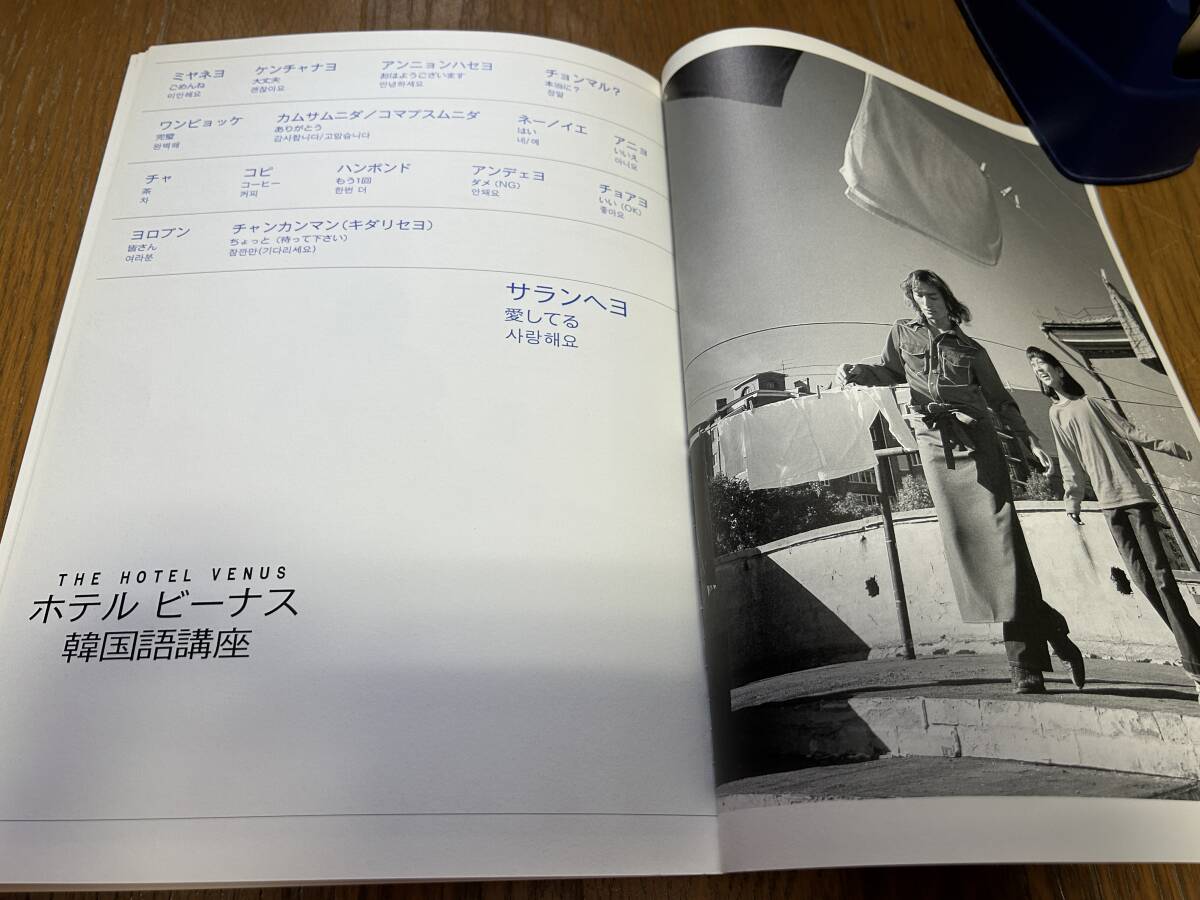 ミヤネヨ
ごめんね
미안해요
ケンチャナヨ
大丈夫
괜찮아요
アンニョンハセヨ
おはようございます
안녕하세요
チョンマル？
本当に？
정말
ワンビョッケ
完璧
완벽해
カムサムニダ／コマプスムニダ
ありがとう
감사합니다/고맙습니다
ネー／イエ
はい
네/예
アニョ
いいえ
아니요
チャ
茶
차
コピ
コーヒー
커피
ハンボンド
もう1回
한번 더
アンデェヨ
ダメ（NG）
안돼요
チョアヨ
いい（OK）
좋아요
ヨロブン
皆さん
여러분
チャンカンマン（キダリセヨ）
ちょっと（待って下さい）
잠깐만(기다리세요)
サランヘヨ
愛してる
사랑해요
THE HOTEL VENUS
ホテル ビーナス
韓国語講座